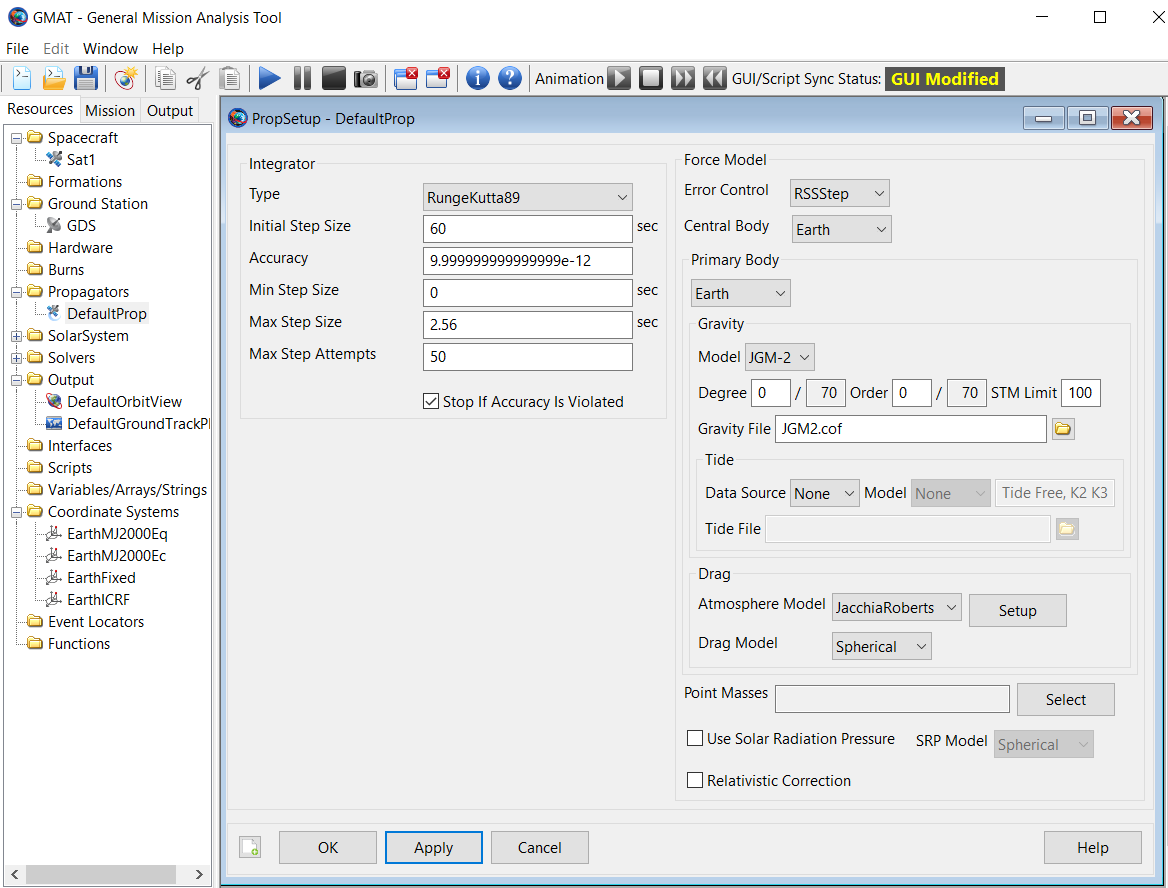 GMAT - General Mission Analysis Tool
File Edit Window Help
Animation GUI/Script Sync Status: GUI Modified
Resources Mission Output
Spacecraft
Sat1
Formations
Ground Station
GDS
Hardware
Burns
Propagators
DefaultProp
SolarSystem
Solvers
Output
DefaultOrbitView
DefaultGroundTrackPl
Interfaces
Scripts
Variables/Arrays/Strings
Coordinate Systems
EarthMJ2000Eq
EarthMJ2000Ec
EarthFixed
EarthICRF
Event Locators
Functions
PropSetup - DefaultProp
Integrator
Type RungeKutta89
Initial Step Size 60 sec
Accuracy 9.999999999999999e-12
Min Step Size 0 sec
Max Step Size 2.56 sec
Max Step Attempts 50
Stop If Accuracy Is Violated
Force Model
Error Control RSSStep
Central Body Earth
Primary Body
Earth
Gravity
Model JGM-2
Degree 0 / 70 Order 0 / 70 STM Limit 100
Gravity File JGM2.cof
Tide
Data Source None Model None Tide Free, K2 K3
Tide File
Drag
Atmosphere Model JacchiaRoberts Setup
Drag Model Spherical
Point Masses Select
Use Solar Radiation Pressure SRP Model Spherical
Relativistic Correction
OK Apply Cancel Help